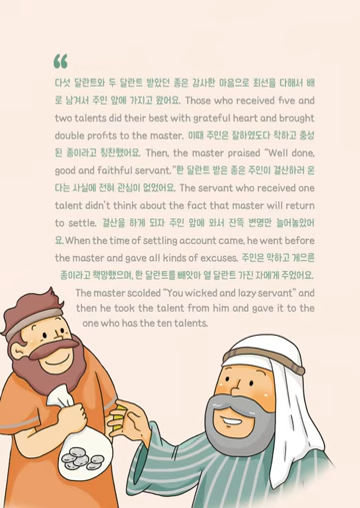 “
다섯 달란트와 두 달란트 받았던 종은 감사한 마음으로 최선을 다해서 배
로 남겨서 주인 앞에 가지고 왔어요. Those who received five and
two talents did their best with grateful heart and brought
double profits to the master. 이때 주인은 잘하였도다 착하고 충성
된 종이라고 칭찬했어요. Then, the master praised “Well done,
good and faithful servant.”한 달란트 받은 종은 주인이 결산하러 온
다는 사실에 전혀 관심이 없었어요. The servant who received one
talent didn’t think about the fact that master will return
to settle. 결산을 하게 되자 주인 앞에 와서 잔뜩 변명만 늘어놓았어
요.When the time of settling account came, he went before
the master and gave all kinds of excuses. 주인은 악하고 게으른
종이라고 책망했으며, 한 달란트를 빼앗아 열 달란트 가진 자에게 주었어요.
The master scolded “You wicked and lazy servant” and
then he took the talent from him and gave it to the
one who has the ten talents.